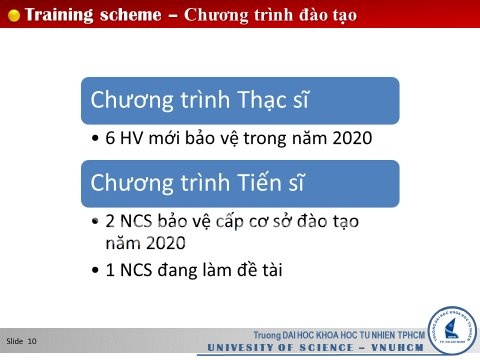 Training scheme – Chương trình đào tạo
Chương trình Thạc sĩ
• 6 HV mới bảo vệ trong năm 2020
Chương trình Tiến sĩ
• 2 NCS bảo vệ cấp cơ sở đào tạo
năm 2020
• 1 NCS đang làm đề tài
Slide 10
Truong DAI HOC KHOA HOC TU NHIEN TPHCM
UNIVESITY OF SCIENCE – VNUHCM